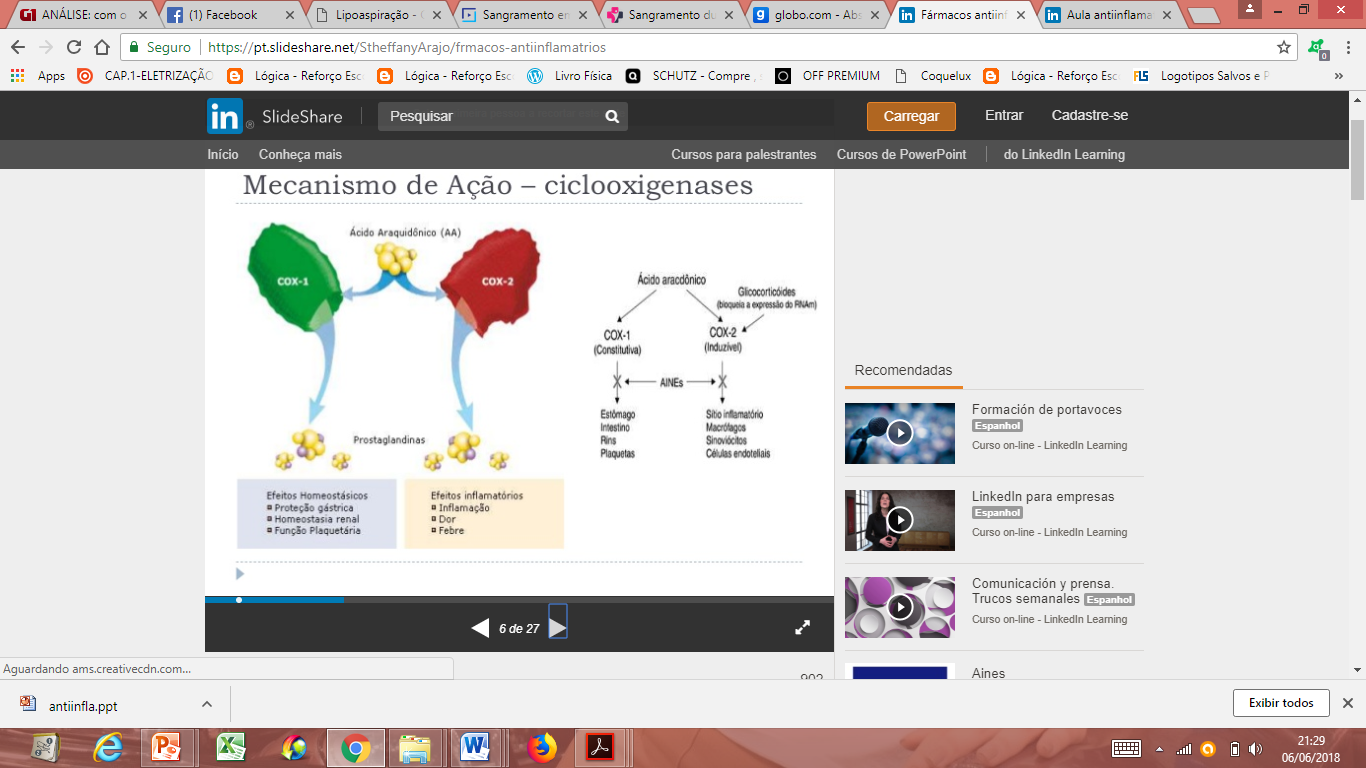 ANÁLISE: com o
(1) Facebook
Lipoaspiração - 
Sangramento en
Sangramento du
globo.com - Abs
Fármacos antiinf
Aula antiinflama
Seguro
https://pt.slideshare.net/StheffanyArajo/frmacos-antiinflamatrios
Apps
CAP.1-ELETRIZAÇÃO
Lógica - Reforço Esc
Lógica - Reforço Esc
Livro Física
SCHUTZ - Compre
OFF PREMIUM
Coquelux
Lógica - Reforço Esc
FLS Logotipos Salvos e P
»
in SlideShare
Pesquisar
Carregar
Entrar
Cadastre-se
Início
Conheça mais
Cursos para palestrantes
Cursos de PowerPoint
do LinkedIn Learning
Mecanismo de Ação – ciclooxigenases
Ácido Araquidônico (AA)
COX-1
COX-2
Prostaglandinas
Efeitos Homeostásicos
Proteção gástrica
Homeostasia renal
Função Plaquetária
Efeitos inflamatórios
Inflamação
Dor
Febre
Ácido aracdônico
Glicocorticóides
(bloqueia a expressão do RNAm)
COX-1
(Constitutiva)
COX-2
(Induzível)
AINEs
Estômago
Intestino
Rins
Plaquetas
Sítio inflamatório
Macrófagos
Sinoviócitos
Células endoteliais
6 de 27
Recomendadas
Formación de portavoces
Espanhol
Curso on-line - LinkedIn Learning
LinkedIn para empresas
Espanhol
Curso on-line - LinkedIn Learning
Comunicación y prensa.
Trucos semanales Espanhol
Curso on-line - LinkedIn Learning
Aines
Aguardando ams.creativecdn.com...
antiinfla.ppt
Exibir todos
21:29
06/06/2018